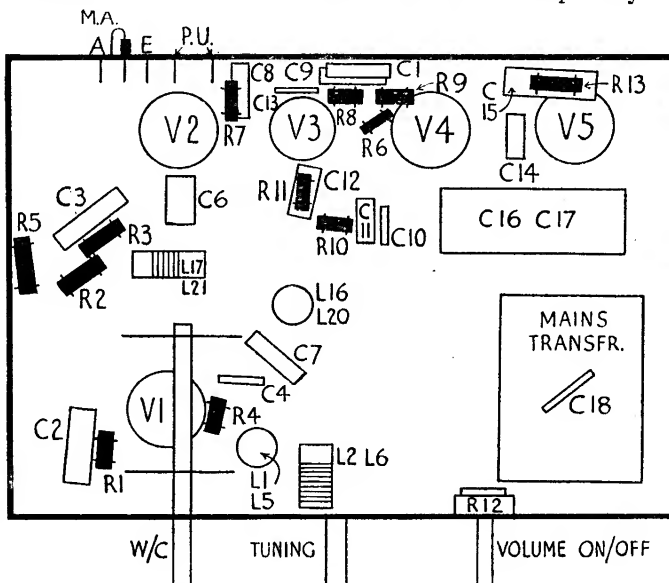 M.A.
A E P.U.
C8 C9 C1
R9
C13
R7
R8
R6
V2 V3 V4 V5
C 15
R13
C14
C3
C6
R11
C12
R5
R3
R10
C 11
C10
C16 C17
R2
L17
L21
L16
L20
MAINS
TRANSFR.
C7
C18
C4
V1
R4
C2
R1
L1
L5
L2 L6
R12
W/C TUNING VOLUME ON/OFF